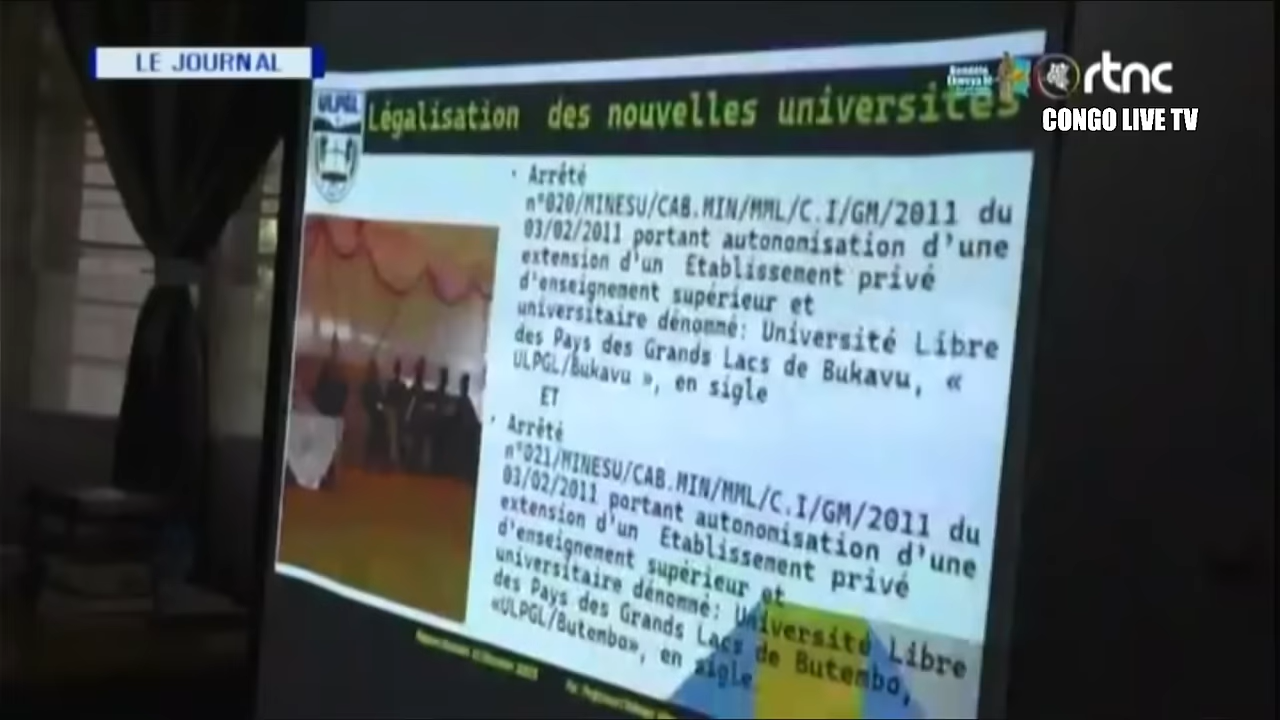 LE JOURNAL
rtnc
CONGO LIVE TV
ULPGL
Légalisation des nouvelles universités
• Arrêté
n°020/MINESU/CAB.MIN/MML/C.I/GM/2011 du
03/02/2011 portant autonomisation d'une
extension d'un Etablissement privé
d'enseignement supérieur et
universitaire dénommé: Université Libre
des Pays des Grands Lacs de Bukavu, «
ULPGL/Bukavu », en sigle
ET
• Arrêté
n°021/MINESU/CAB.MIN/MML/C.I/GM/2011 du
03/02/2011 portant autonomisation d'une
extension d'un Etablissement privé
d'enseignement supérieur et
universitaire dénommé: Université Libre
des Pays des Grands Lacs de Butembo,
«ULPGL/Butembo», en sigle